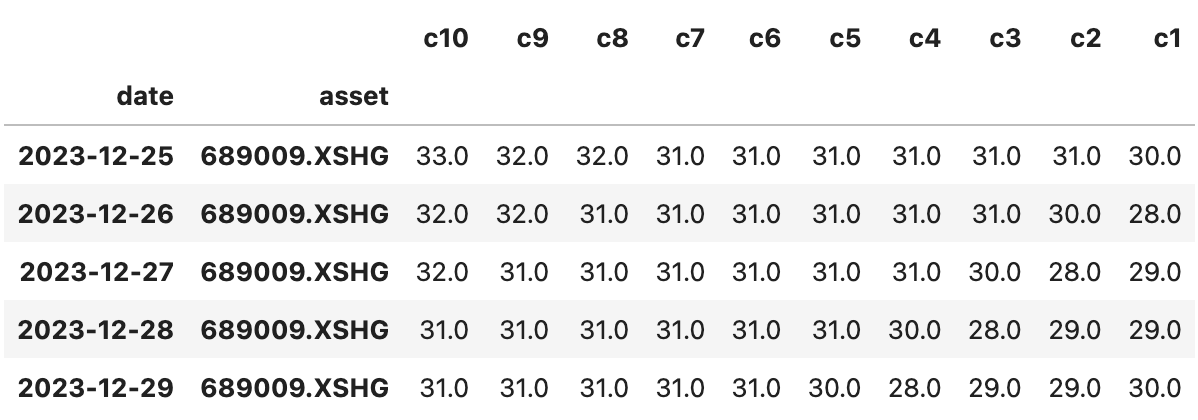 c10 c9 c8 c7 c6 c5 c4 c3 c2 c1
date asset
2023-12-25 689009.XSHG 33.0 32.0 32.0 31.0 31.0 31.0 31.0 31.0 31.0 30.0
2023-12-26 689009.XSHG 32.0 32.0 31.0 31.0 31.0 31.0 31.0 31.0 30.0 28.0
2023-12-27 689009.XSHG 32.0 31.0 31.0 31.0 31.0 31.0 31.0 30.0 28.0 29.0
2023-12-28 689009.XSHG 31.0 31.0 31.0 31.0 31.0 31.0 30.0 28.0 29.0 29.0
2023-12-29 689009.XSHG 31.0 31.0 31.0 31.0 31.0 30.0 28.0 29.0 29.0 30.0